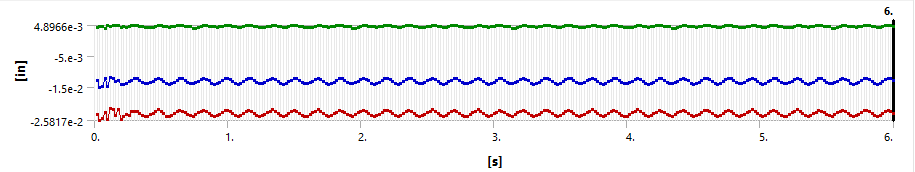 6.
4.8966e-3
-5.e-3
-1.5e-2
-2.5817e-2
[in]
0. 1. 2. 3. 4. 5. 6.
[s]